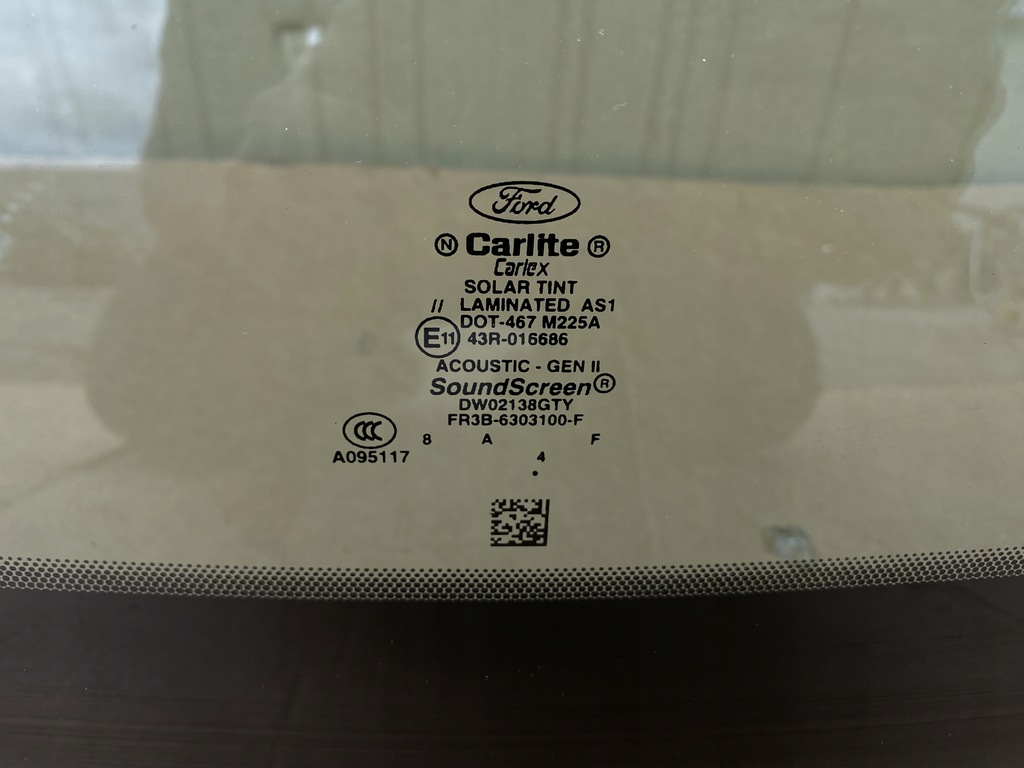 Ford
N Carlite R
Carlex
SOLAR TINT
// LAMINATED AS1
DOT-467 M225A
E11 43R-016686
ACOUSTIC - GEN II
SoundScreen®
DW02138GTY
FR3B-6303100-F
CCC 8 A F
A095117 4
.